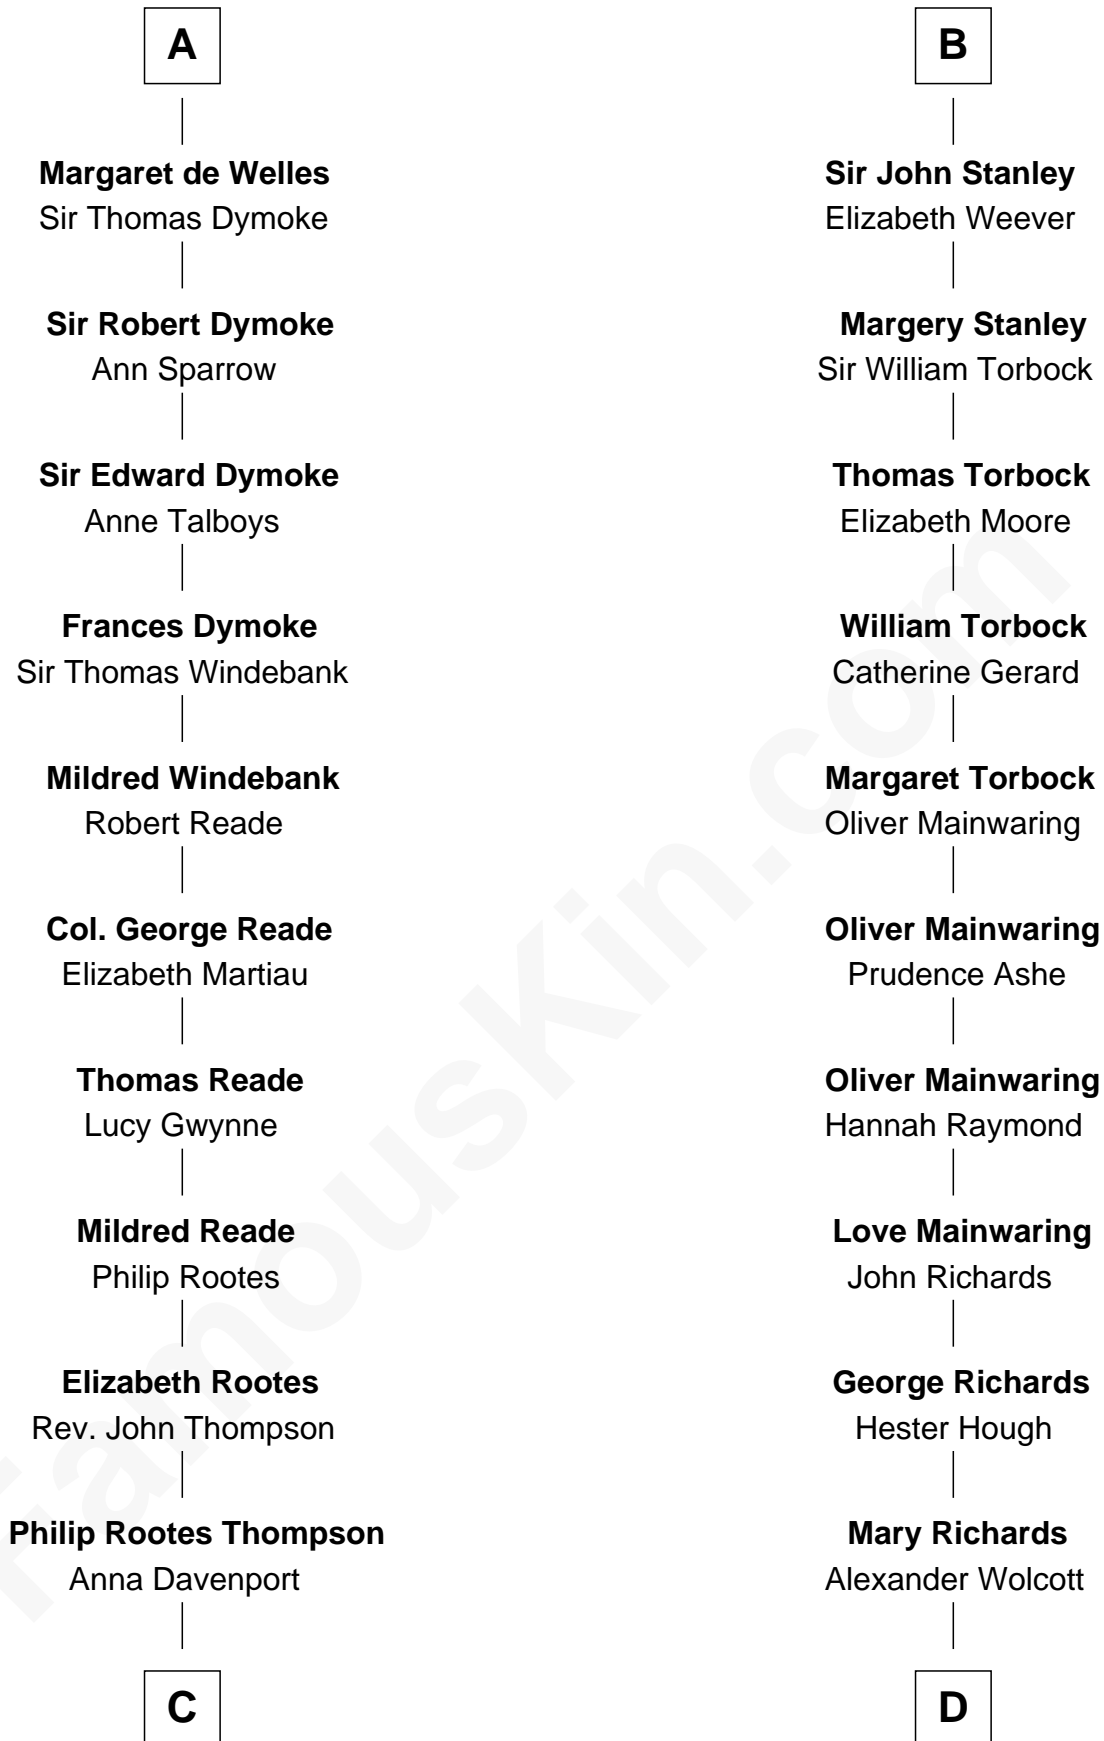 A
Margaret de Welles
Sir Thomas Dymoke
Sir Robert Dymoke
Ann Sparrow
Sir Edward Dymoke
Anne Talboys
Frances Dymoke
Sir Thomas Windebank
Mildred Windebank
Robert Reade
Col. George Reade
Elizabeth Martiau
Thomas Reade
Lucy Gwynne
Mildred Reade
Philip Rootes
Elizabeth Rootes
Rev. John Thompson
Philip Rootes Thompson
Anna Davenport
C
B
Sir John Stanley
Elizabeth Weever
Margery Stanley
Sir William Torbock
Thomas Torbock
Elizabeth Moore
William Torbock
Catherine Gerard
Margaret Torbock
Oliver Mainwaring
Oliver Mainwaring
Prudence Ashe
Oliver Mainwaring
Hannah Raymond
Love Mainwaring
John Richards
George Richards
Hester Hough
Mary Richards
Alexander Wolcott
D
FamousKin.com